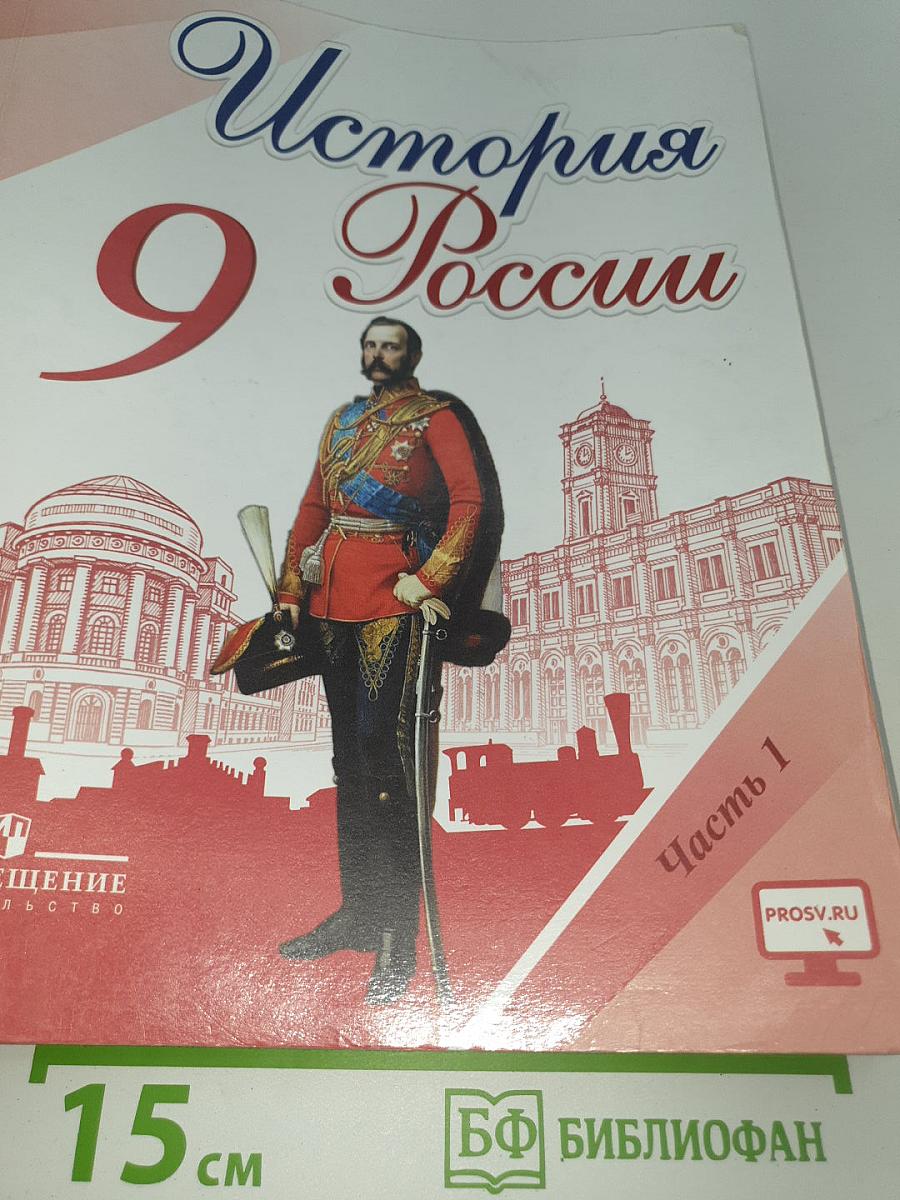 История
России
9
Часть 1
ЕЩЕНИЕ
ЛЬСТВО
PROSV.RU
15 см
БФ БИБЛИОФАН